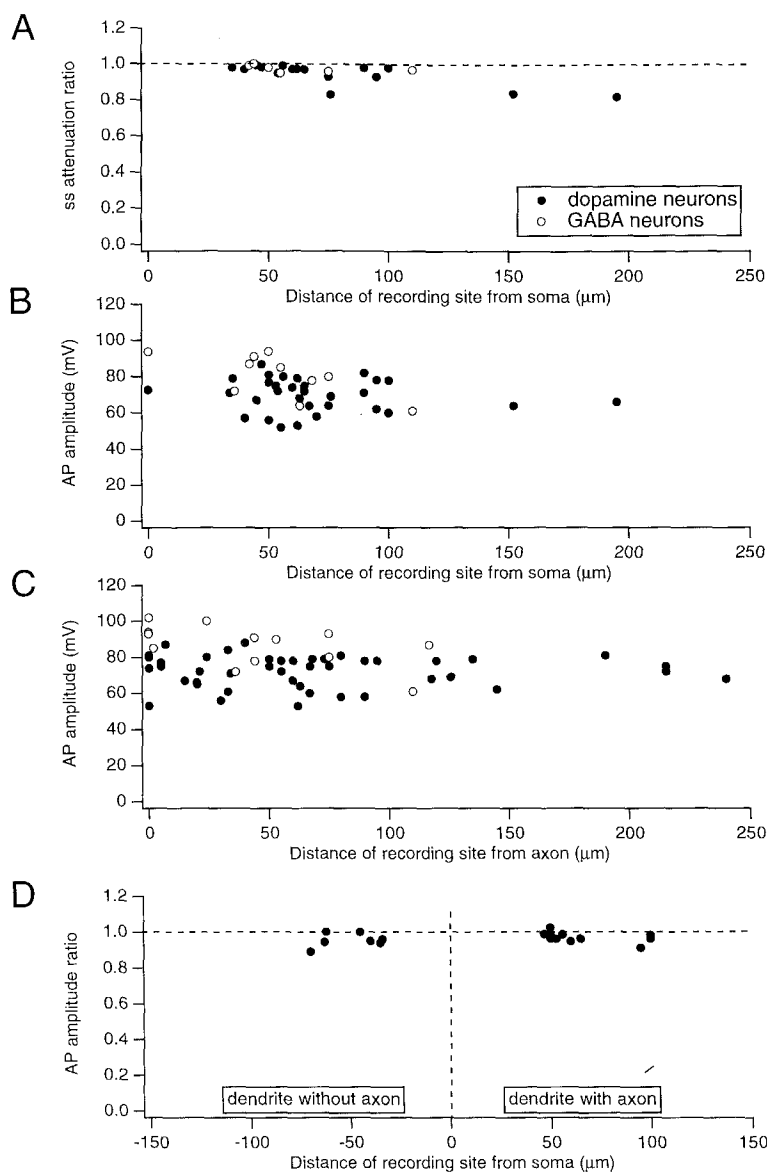 A
1.2
1.0
0.8
0.6
0.4
0.2
0.0
ss attenuation ratio
dopamine neurons
GABA neurons
0 50 100 150 200 250
Distance of recording site from soma (μm)
B
120
100
80
60
40
20
0
AP amplitude (mV)
0 50 100 150 200 250
Distance of recording site from soma (μm)
C
120
100
80
60
40
20
0
AP amplitude (mV)
0 50 100 150 200 250
Distance of recording site from axon (μm)
D
1.2
1.0
0.8
0.6
0.4
0.2
0.0
AP amplitude ratio
dendrite without axon
dendrite with axon
-150 -100 -50 0 50 100 150
Distance of recording site from soma (μm)